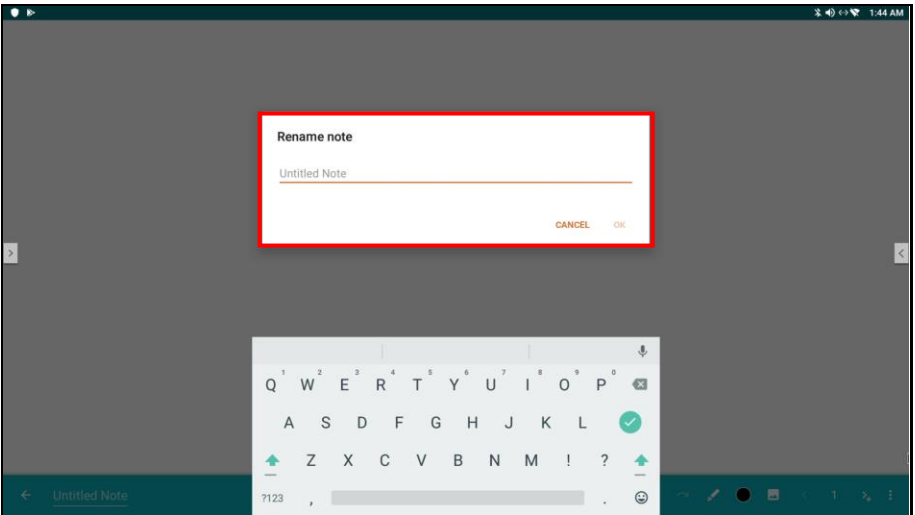 1:44 AM
Rename note
Untitled Note
CANCEL OK
Q 1 W 2 E 3 R 4 T 5 Y 6 U 7 I 8 O 9 P 0
A S D F G H J K L
Z X C V B N M ! ?
?123 , .
Untitled Note 1